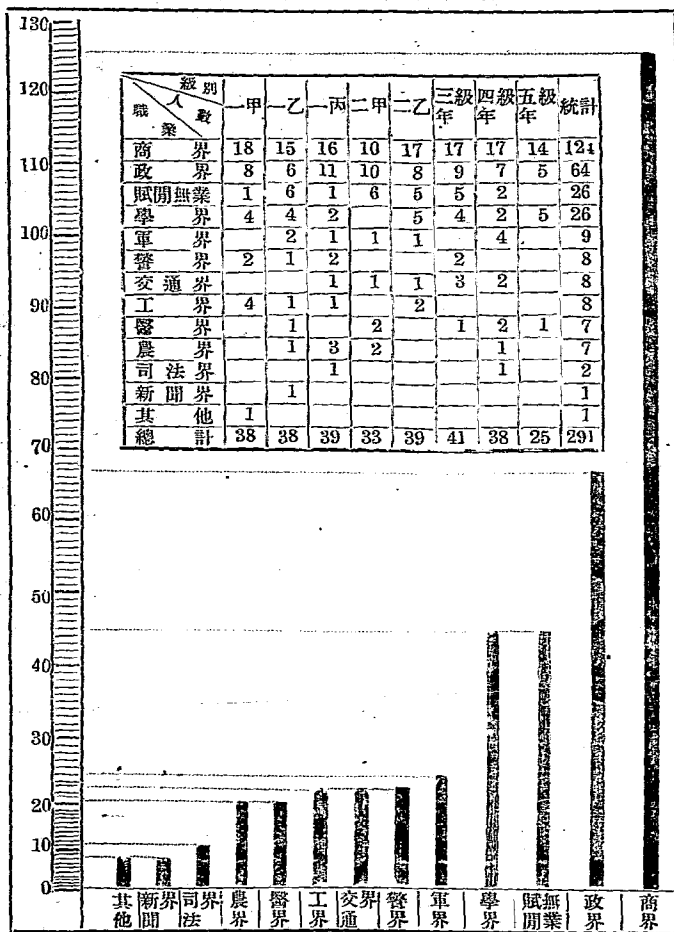 130
120
110
100
90
80
70
60
50
40
30
20
10
0
級別 人數 職業 一甲 一乙 一丙 二甲 二乙 三年級 四年級 五年級 統計
商界 18 15 16 10 17 17 17 14 124
政界 8 6 11 10 8 9 7 5 64
賦閒無業 1 6 1 6 5 5 2 26
學界 4 4 2 5 4 2 5 26
軍界 2 1 1 1 4 9
警界 2 1 2 2 8
交通界 1 1 1 3 2 8
工界 4 1 1 2 8
醫界 1 2 1 2 1 7
農界 1 3 2 1 7
司法界 1 1 2
新聞界 1 1
其他 1 1
總計 38 38 39 33 39 41 38 25 291
其他 新聞界 司法界 農界 醫界 工界 交通界 警界 軍界 學界 賦閒無業 政界 商界